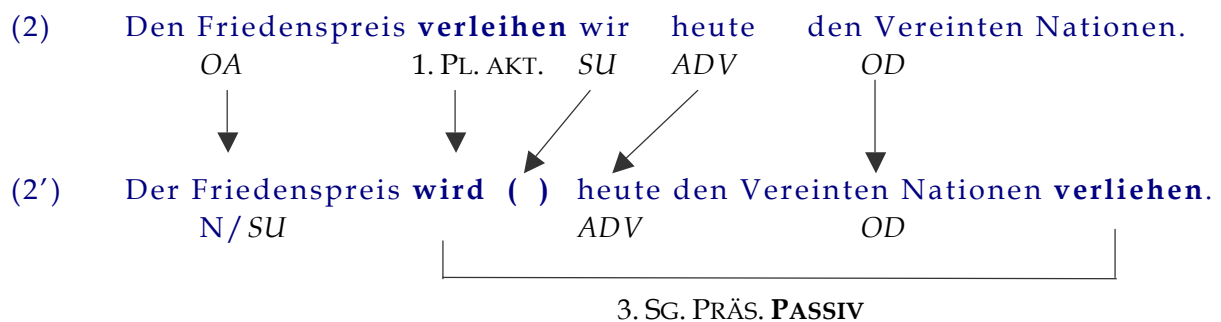 (2) Den Friedenspreis verleihen wir heute den Vereinten Nationen.
OA 1. PL. AKT. SU ADV OD
(2′) Der Friedenspreis wird ( ) heute den Vereinten Nationen verliehen.
N/SU ADV OD
3. SG. PRÄS. PASSIV